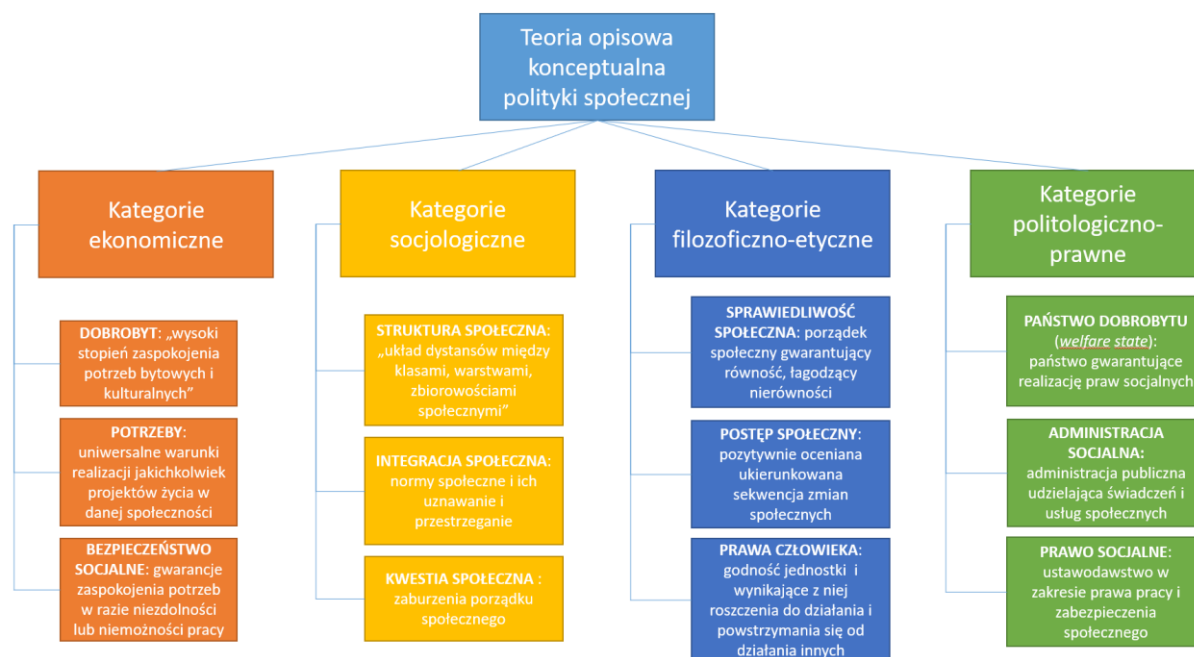 Teoria opisowa
konceptualna
polityki społecznej
Kategorie
ekonomiczne
DOBROBYT: „wysoki
stopień zaspokojenia
potrzeb bytowych i
kulturalnych”
POTRZEBY:
uniwersalne warunki
realizacji jakichkolwiek
projektów życia w
danej społeczności
BEZPIECZEŃSTWO
SOCJALNE: gwarancje
zaspokojenia potrzeb
w razie niezdolności
lub niemożności pracy
Kategorie
socjologiczne
STRUKTURA SPOŁECZNA:
„układ dystansów między
klasami, warstwami,
zbiorowościami
społecznymi”
INTEGRACJA SPOŁECZNA:
normy społeczne i ich
uznawanie i
przestrzeganie
KWESTIA SPOŁECZNA :
zaburzenia porządku
społecznego
Kategorie
filozoficzno-etyczne
SPRAWIEDLIWOŚĆ
SPOŁECZNA: porządek
społeczny gwarantujący
równość, łagodzący
nierówności
POSTĘP SPOŁECZNY:
pozytywnie oceniana
ukierunkowana
sekwencja zmian
społecznych
PRAWA CZŁOWIEKA:
godność jednostki i
wynikające z niej
roszczenia do działania i
powstrzymania się od
działania innych
Kategorie
politologiczno-
prawne
PAŃSTWO DOBROBYTU
(welfare state):
państwo gwarantujące
realizację praw socjalnych
ADMINISTRACJA
SOCJALNA:
administracja publiczna
udzielająca świadczeń i
usług społecznych
PRAWO SOCJALNE:
ustawodawstwo w
zakresie prawa pracy i
zabezpieczenia
społecznego